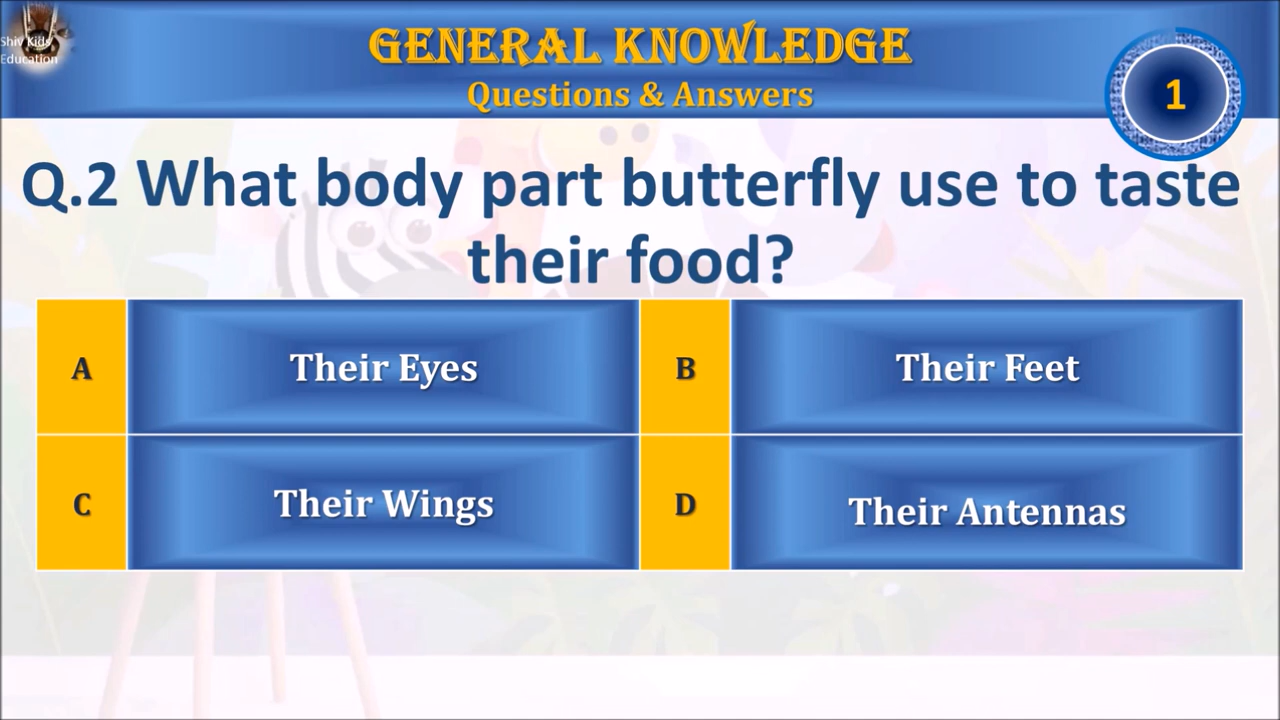 Shiv Kids
Education
GENERAL KNOWLEDGE
Questions & Answers
1
Q.2 What body part butterfly use to taste
their food?
A
Their Eyes
B
Their Feet
C
Their Wings
D
Their Antennas